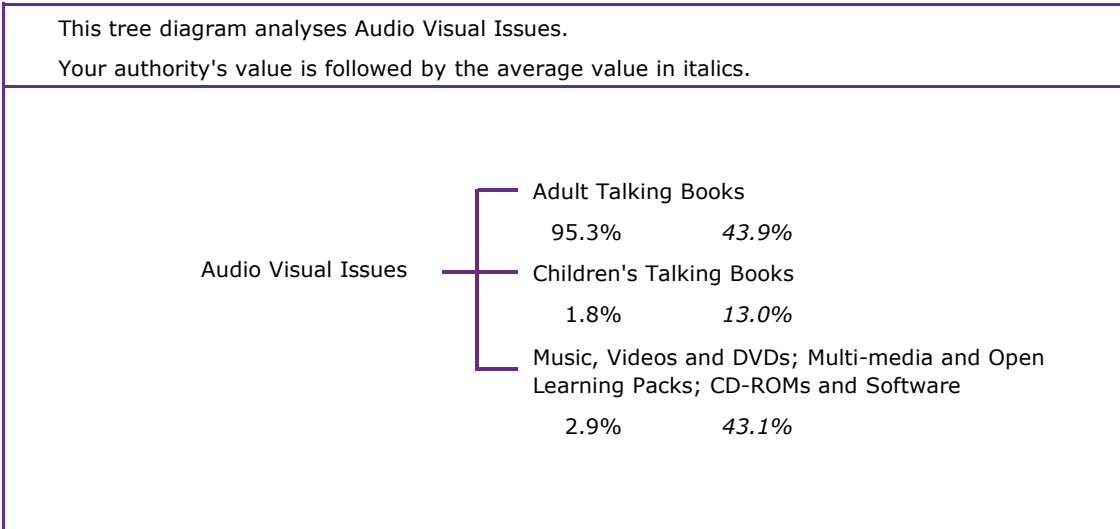 This tree diagram analyses Audio Visual Issues.
Your authority's value is followed by the average value in italics.
Adult Talking Books
95.3% 43.9%
Audio Visual Issues
Children's Talking Books
1.8% 13.0%
Music, Videos and DVDs; Multi-media and Open
Learning Packs; CD-ROMs and Software
2.9% 43.1%